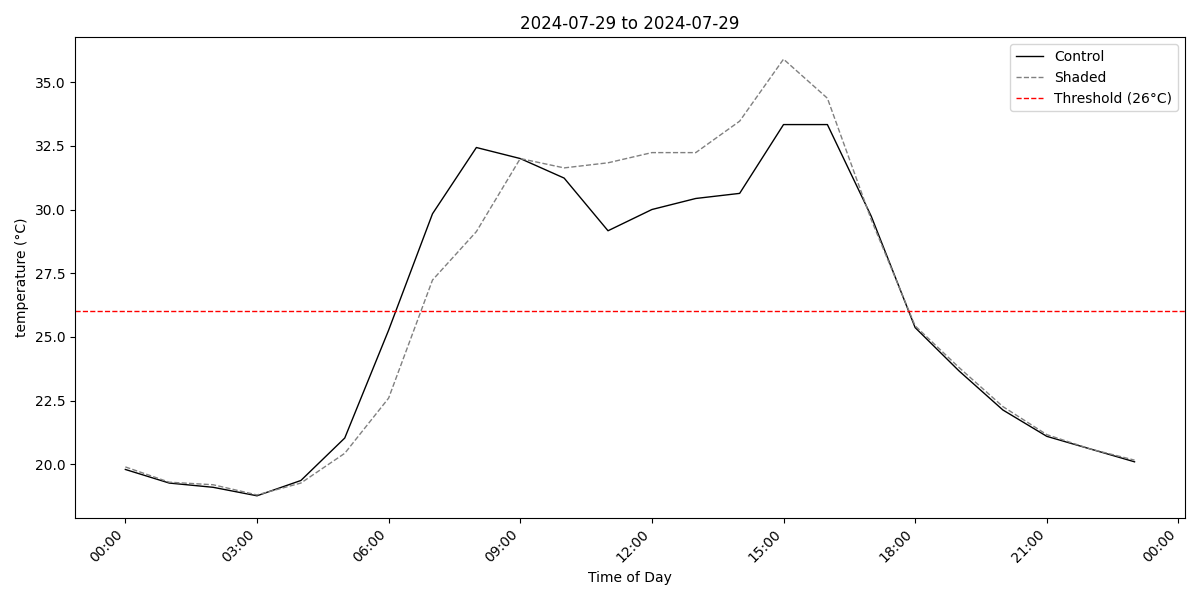 2024-07-29 to 2024-07-29
Control
Shaded
Threshold (26°C)
35.0
32.5
30.0
27.5
25.0
22.5
20.0
temperature (°C)
00:00
03:00
06:00
09:00
12:00
15:00
18:00
21:00
00:00
Time of Day